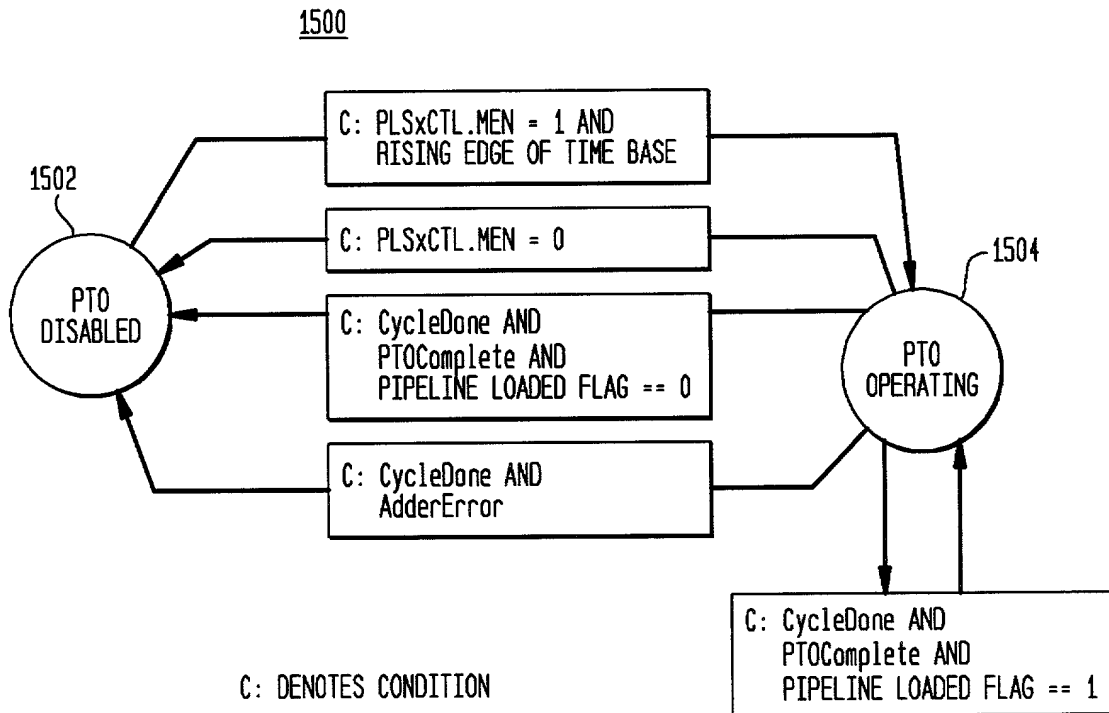 1500
C: PLSxCTL.MEN = 1 AND
RISING EDGE OF TIME BASE
1502
C: PLSxCTL.MEN = 0
1504
PTO
DISABLED
C: CycleDone AND
PTOComplete AND
PIPELINE LOADED FLAG == 0
PTO
OPERATING
C: CycleDone AND
AdderError
C: CycleDone AND
PTOComplete AND
PIPELINE LOADED FLAG == 1
C: DENOTES CONDITION